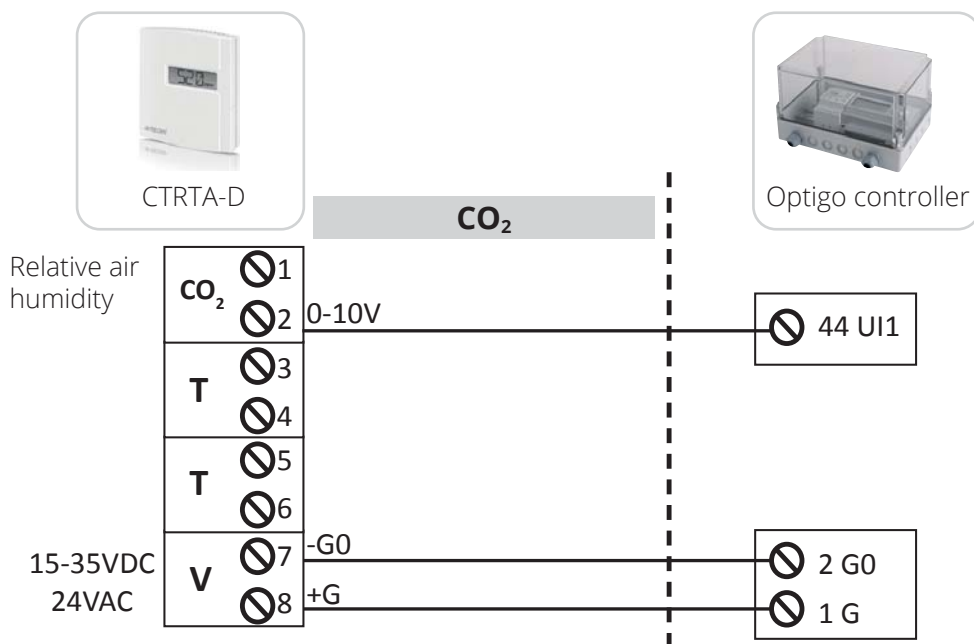 520
CTRTA-D
Optigo controller
CO₂
Relative air
humidity
CO₂
1
2
0-10V
44 UI1
T
3
4
T
5
6
15-35VDC
24VAC
V
7
-G0
2 G0
8
+G
1 G